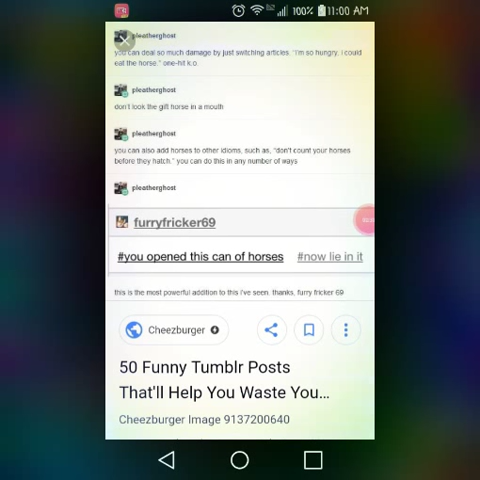 100% 11:00 AM
pleatherghost
you can deal so much damage by just switching articles. "I'm so hungry, I could
eat the horse." one-hit k.o.
pleatherghost
don't look the gift horse in a mouth
pleatherghost
you can also add horses to other idioms, such as, "don't count your horses
before they hatch." you can do this in any number of ways
pleatherghost
furryfricker69
#you opened this can of horses #now lie in it
this is the most powerful addition to this i've seen. thanks, furry fricker 69
Cheezburger
50 Funny Tumblr Posts
That'll Help You Waste You...
Cheezburger Image 9137200640